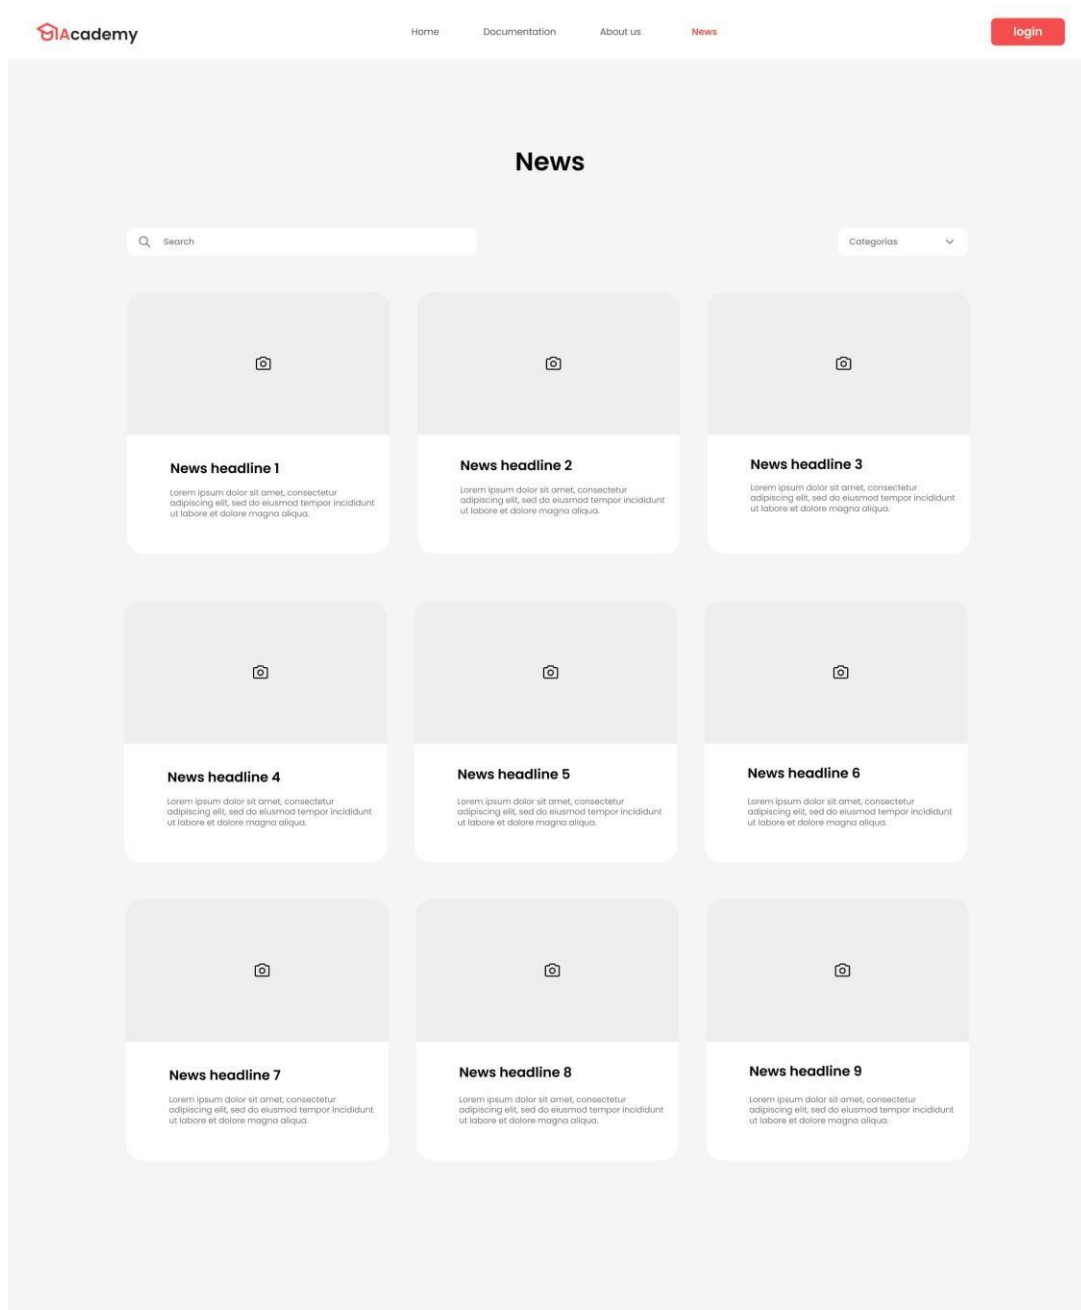 IAcademy
Home Documentation About us News
login
News
Search
Categorias
News headline 1
Lorem ipsum dolor sit amet, consectetur
adipiscing elit, sed do eiusmod tempor incididunt
ut labore et dolore magna aliqua.
News headline 2
Lorem ipsum dolor sit amet, consectetur
adipiscing elit, sed do eiusmod tempor incididunt
ut labore et dolore magna aliqua.
News headline 3
Lorem ipsum dolor sit amet, consectetur
adipiscing elit, sed do eiusmod tempor incididunt
ut labore et dolore magna aliqua.
News headline 4
Lorem ipsum dolor sit amet, consectetur
adipiscing elit, sed do eiusmod tempor incididunt
ut labore et dolore magna aliqua.
News headline 5
Lorem ipsum dolor sit amet, consectetur
adipiscing elit, sed do eiusmod tempor incididunt
ut labore et dolore magna aliqua.
News headline 6
Lorem ipsum dolor sit amet, consectetur
adipiscing elit, sed do eiusmod tempor incididunt
ut labore et dolore magna aliqua.
News headline 7
Lorem ipsum dolor sit amet, consectetur
adipiscing elit, sed do eiusmod tempor incididunt
ut labore et dolore magna aliqua.
News headline 8
Lorem ipsum dolor sit amet, consectetur
adipiscing elit, sed do eiusmod tempor incididunt
ut labore et dolore magna aliqua.
News headline 9
Lorem ipsum dolor sit amet, consectetur
adipiscing elit, sed do eiusmod tempor incididunt
ut labore et dolore magna aliqua.